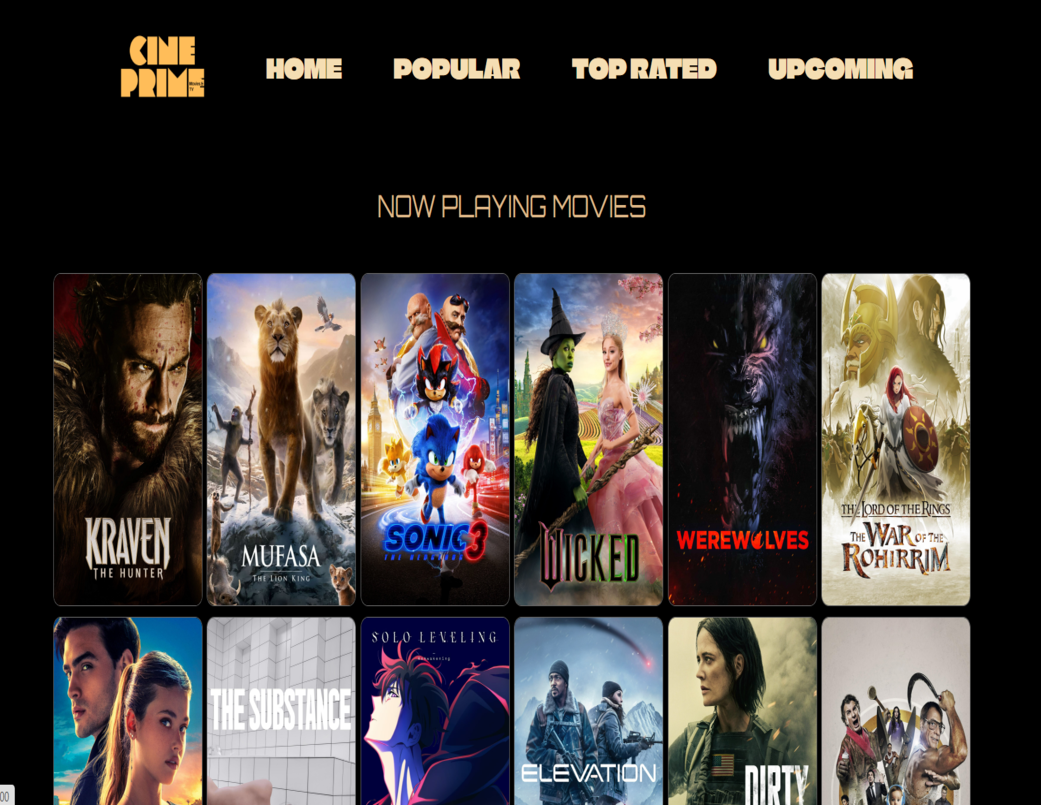 CINE
PRIME
HOME
POPULAR
TOP RATED
UPCOMING
NOW PLAYING MOVIES
KRAVEN
THE HUNTER
MUFASA
THE LION KING
SONIC 3
THE HEDGEHOG
WICKED
WEREWOLVES
THE LORD OF THE RINGS
THE WAR OF THE
ROHIRRIM
THE SUBSTANCE
SOLO LEVELING
ELEVATION
DIRTY
00